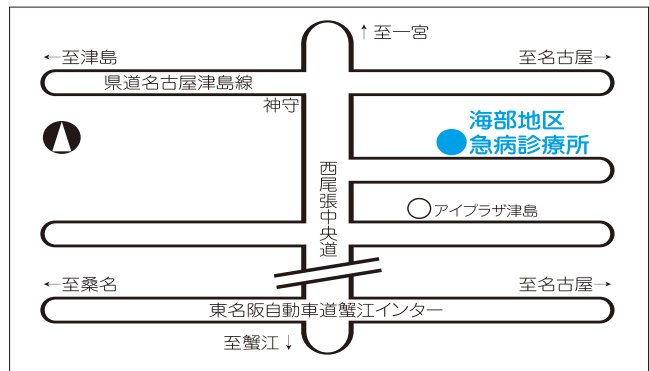 ↑至一宮
←至津島
至名古屋→
県道名古屋津島線
神守
海部地区
急病診療所
西尾張中央道
アイプラザ津島
←至桑名
至名古屋→
東名阪自動車道蟹江インター
至蟹江↓